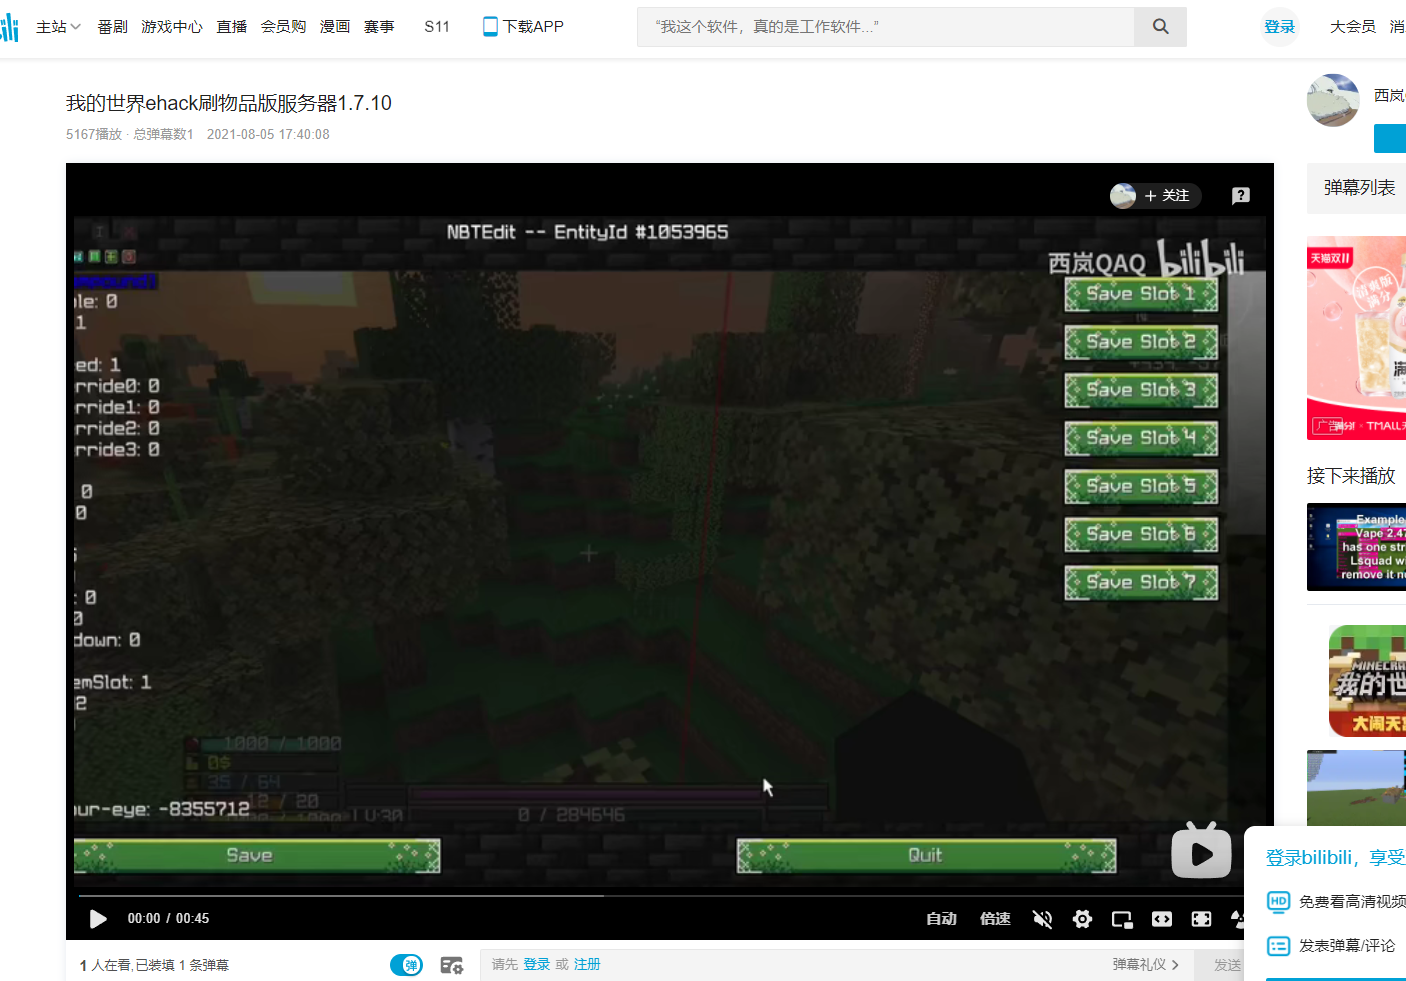 主站
番剧
游戏中心
直播
会员购
漫画
赛事
S11
下载APP
“我这个软件，真的是工作软件...”
登录
大会员
我的世界ehack刷物品版服务器1.7.10
5167播放 · 总弹幕数1 2021-08-05 17:40:08
西岚
+ 关注
弹幕列表
NBTEdit -- EntityId #1053965
西岚QAQ bilibili
天猫双11
清爽版
满分
Save Slot 1
Save Slot 2
Save Slot 3
Save Slot 4
Save Slot 5
Save Slot 6
Save Slot 7
le: 0
1
ed: 1
rride0: 0
rride1: 0
rride2: 0
rride3: 0
0
0
: 0
0
down: 0
emSlot: 1
2
1000 / 1000
0$
35 / 64
12 / 20
ur-eye: -8355712
0 / 284646
Save
Quit
广告
TMALL
接下来播放
Example
Vape 2.47
has one str
Lsquad wi
remove it n
MINECRA
我的世
大闹天宫
00:00 / 00:45
自动
倍速
登录bilibili，享受
HD 免费看高清视频
发表弹幕/评论
1 人在看,已装填 1 条弹幕
弹
请先 登录 或 注册
弹幕礼仪
发送